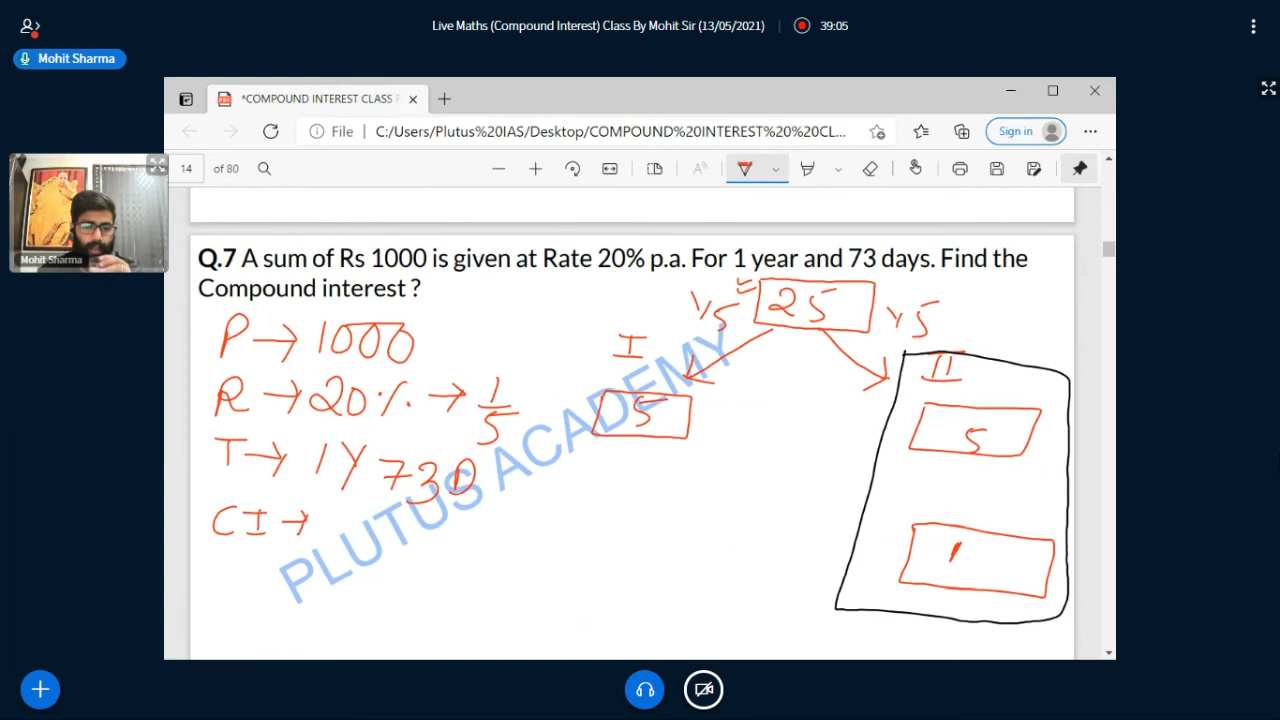 Live Maths (Compound Interest) Class By Mohit Sir (13/05/2021)
39:05
Mohit Sharma
*COMPOUND INTEREST CLASS P
File
C:/Users/Plutus%20IAS/Desktop/COMPOUND%20INTEREST%20%20CL...
Sign in
14
of 80
Mohit Sharma
Q.7 A sum of Rs 1000 is given at Rate 20% p.a. For 1 year and 73 days. Find the
Compound interest ?
1/5
25
1/5
P → 1000
I
II
R → 20% → 1/5
5
5
T → 1Y 73D
CI →
1
PLUTUS ACADEMY